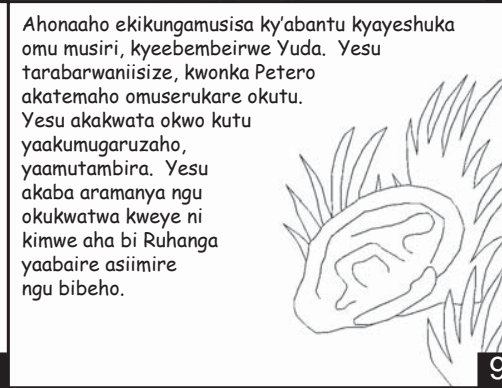 Ahonaaho ekikungamusisa ky'abantu kyayeshuka
omu musiri, kyeebembeirwe Yuda. Yesu
tarabarwaniisize, kwonka Petero
akatemaho omuserukare okutu.
Yesu akakwata okwo kutu
yaakumugaruzaho,
yaamutambira. Yesu
akaba aramanya ngu
okukwatwa kweye ni
kimwe aha bi Ruhanga
yaabaire asiimire
ngu bibeho.
9